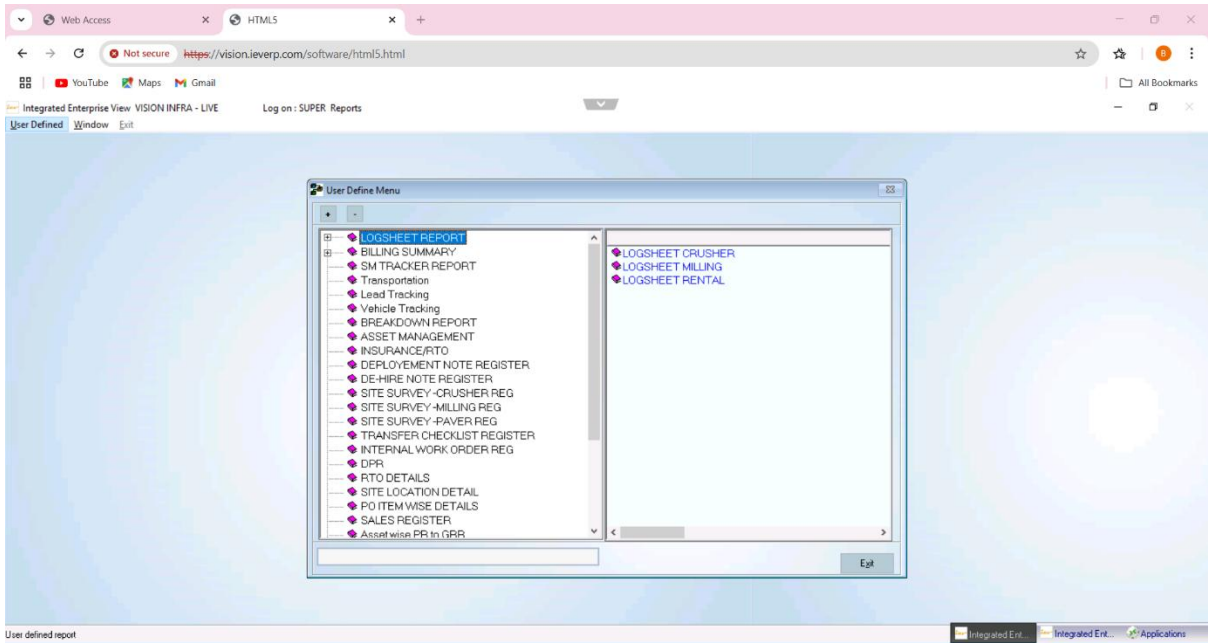 Web Access
HTML5
Not secure https://vision.ieverp.com/software/html5.html
B
YouTube Maps Gmail
All Bookmarks
Integrated Enterprise View VISION INFRA - LIVE Log on : SUPER Reports
User Defined Window Exit
User Define Menu
+ -
LOGSHEET REPORT
BILLING SUMMARY
SM TRACKER REPORT
Transportation
Lead Tracking
Vehicle Tracking
BREAKDOWN REPORT
ASSET MANAGEMENT
INSURANCE/RTO
DEPLOYEMENT NOTE REGISTER
DE-HIRE NOTE REGISTER
SITE SURVEY-CRUSHER REG
SITE SURVEY-MILLING REG
SITE SURVEY-PAVER REG
TRANSFER CHECKLIST REGISTER
INTERNAL WORK ORDER REG
DPR
RTO DETAILS
SITE LOCATION DETAIL
PO ITEM WISE DETAILS
SALES REGISTER
Asset wise PR to GRR
LOGSHEET CRUSHER
LOGSHEET MILLING
LOGSHEET RENTAL
Exit
User defined report
Integrated Ent... Integrated Ent... Applications